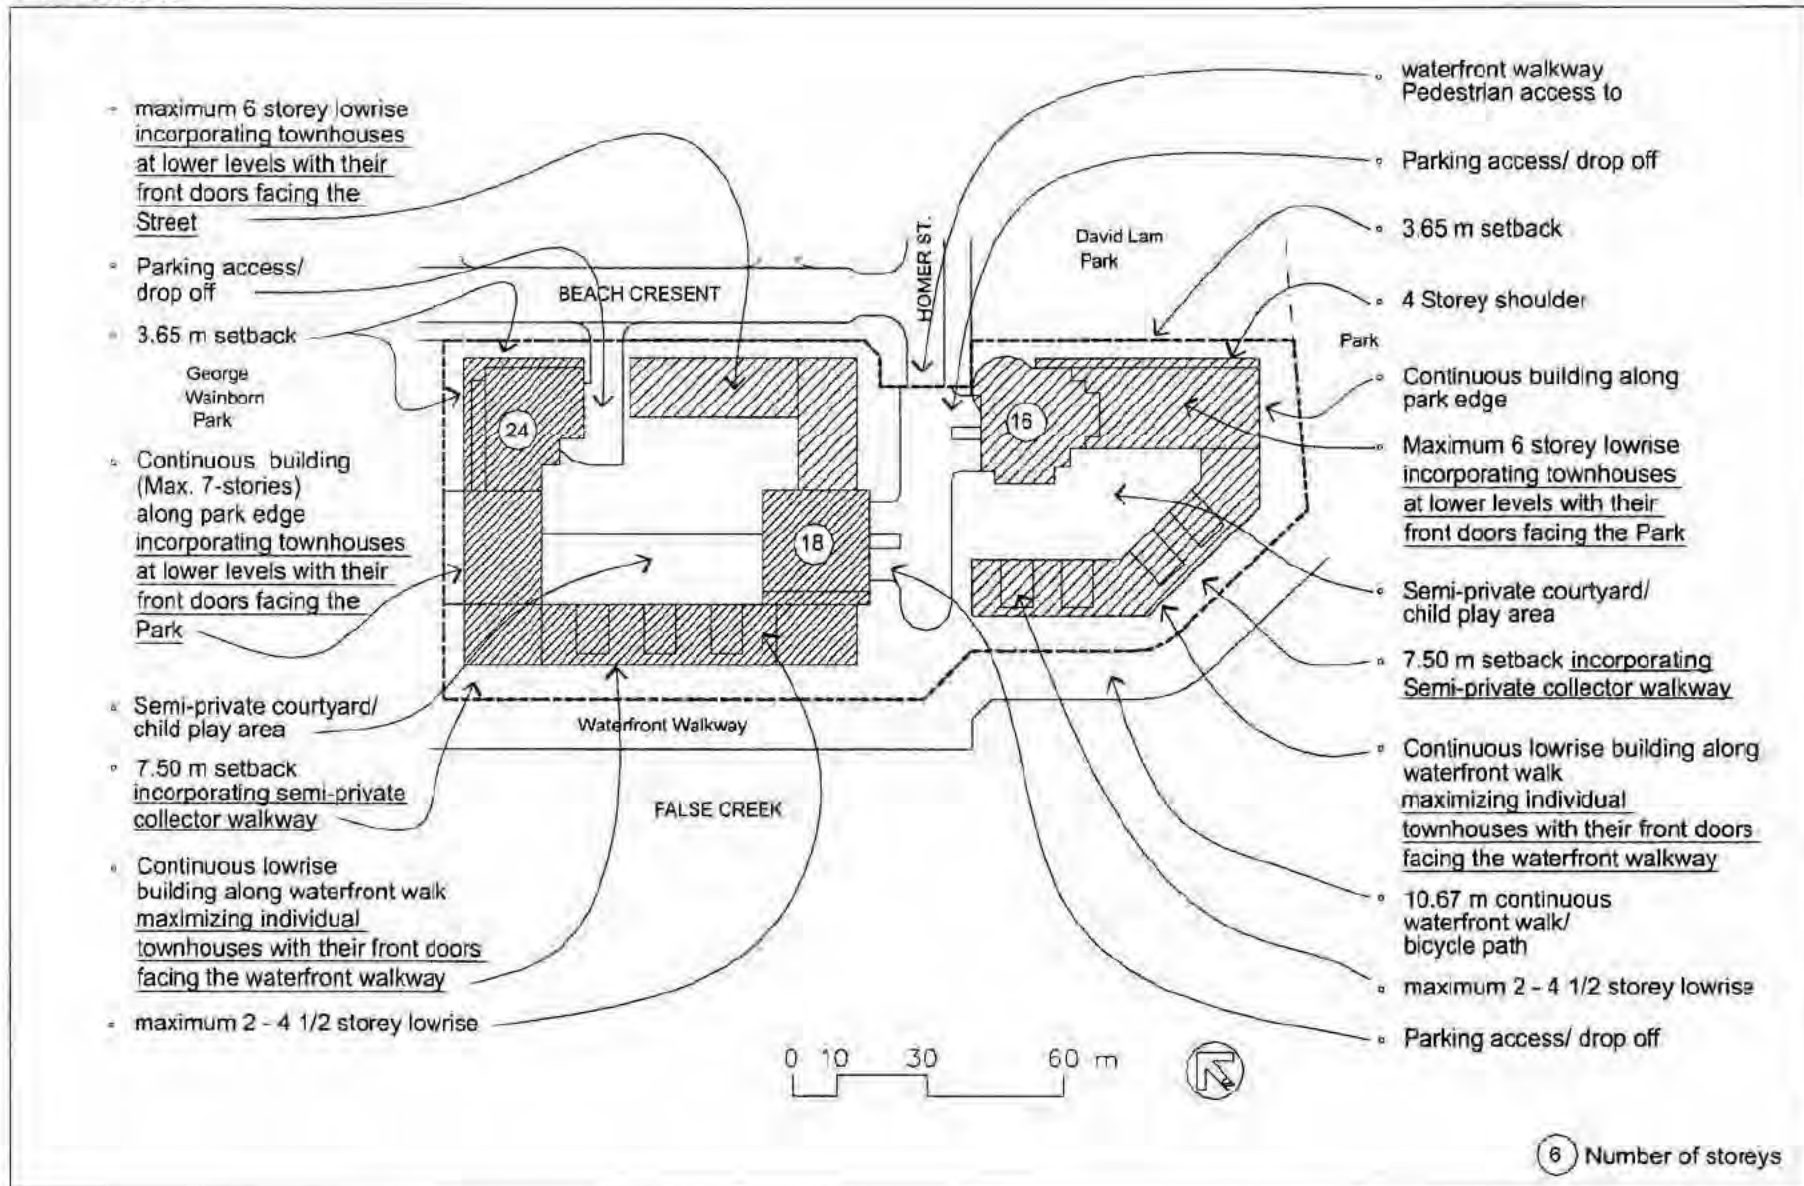 maximum 6 storey lowrise
incorporating townhouses
at lower levels with their
front doors facing the
Street
Parking access/
drop off
3.65 m setback
George
Wainborn
Park
Continuous building
(Max. 7-stories)
along park edge
incorporating townhouses
at lower levels with their
front doors facing the
Park
Semi-private courtyard/
child play area
7.50 m setback
incorporating semi-private
collector walkway
Continuous lowrise
building along waterfront walk
maximizing individual
townhouses with their front doors
facing the waterfront walkway
maximum 2 - 4 1/2 storey lowrise
BEACH CRESENT
HOMER ST.
David Lam
Park
24
18
16
Waterfront Walkway
FALSE CREEK
0 10 30 60 m
waterfront walkway
Pedestrian access to
Parking access/ drop off
3.65 m setback
4 Storey shoulder
Park
Continuous building along
park edge
Maximum 6 storey lowrise
incorporating townhouses
at lower levels with their
front doors facing the Park
Semi-private courtyard/
child play area
7.50 m setback incorporating
Semi-private collector walkway
Continuous lowrise building along
waterfront walk
maximizing individual
townhouses with their front doors
facing the waterfront walkway
10.67 m continuous
waterfront walk/
bicycle path
maximum 2 - 4 1/2 storey lowrise
Parking access/ drop off
6 Number of storeys